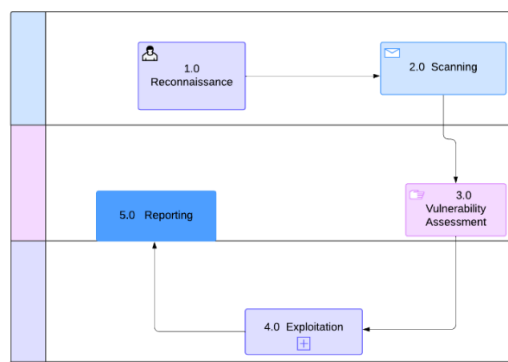 1.0
Reconnaissance
2.0 Scanning
3.0
Vulnerability
Assessment
5.0 Reporting
4.0 Exploitation